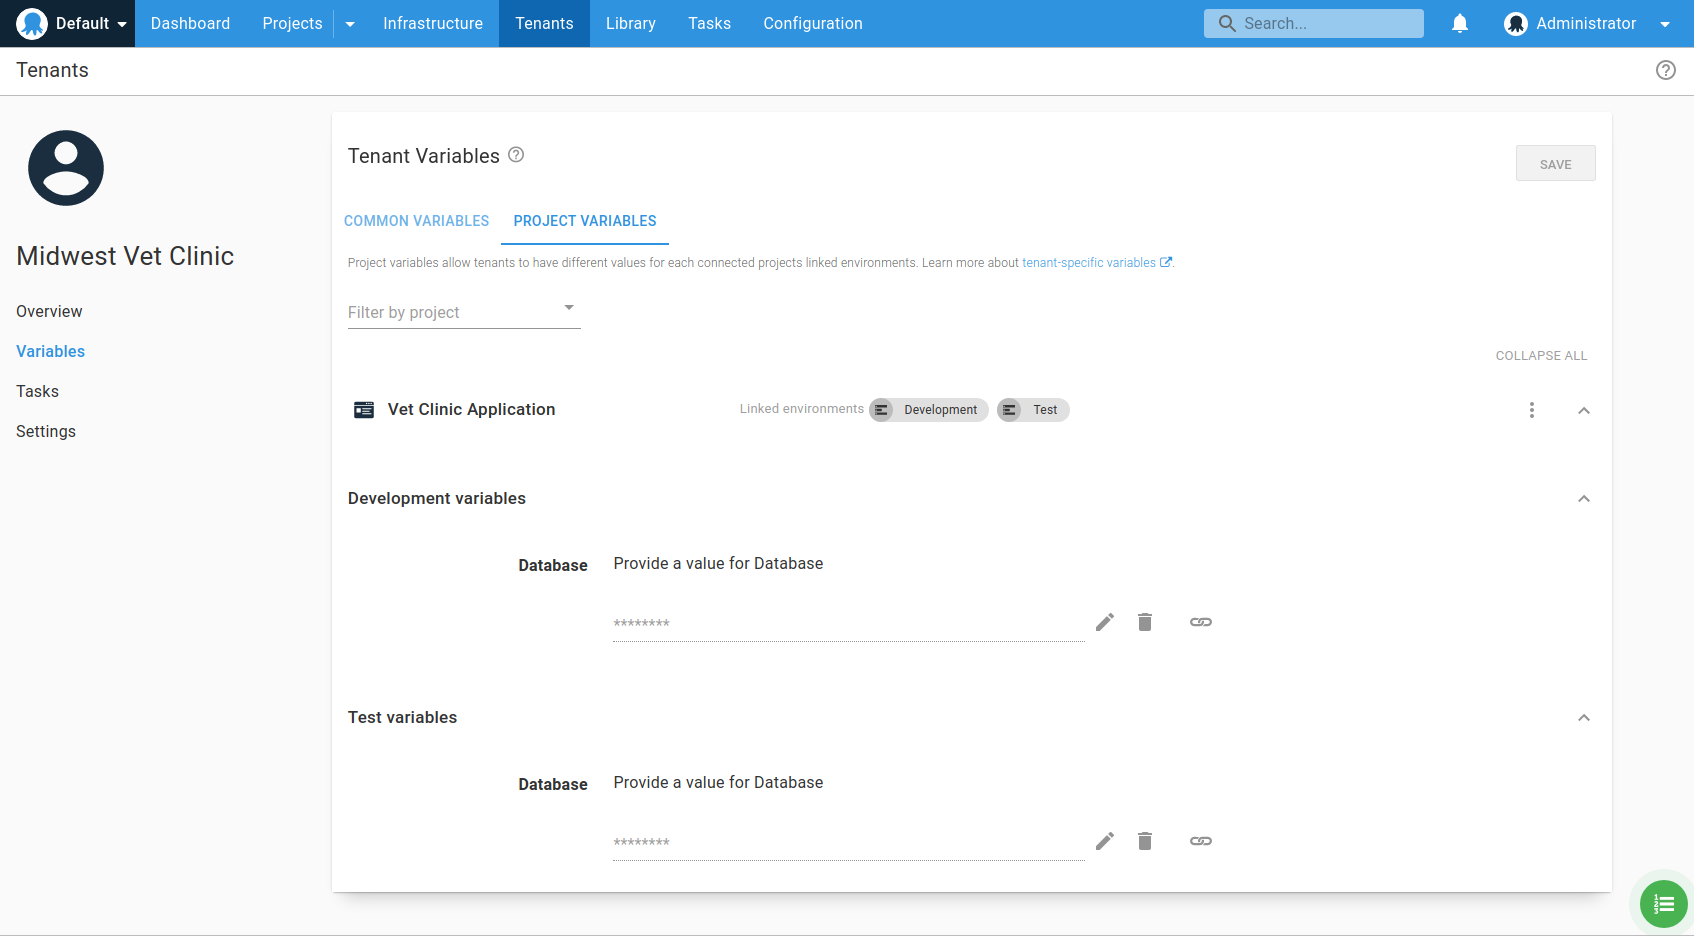 Default Dashboard Projects Infrastructure Tenants Library Tasks Configuration Search... Administrator
Tenants
Midwest Vet Clinic
Overview
Variables
Tasks
Settings
Tenant Variables
SAVE
COMMON VARIABLES PROJECT VARIABLES
Project variables allow tenants to have different values for each connected projects linked environments. Learn more about tenant-specific variables.
Filter by project
COLLAPSE ALL
Vet Clinic Application Linked environments Development Test
Development variables
Database Provide a value for Database
********
Test variables
Database Provide a value for Database
********